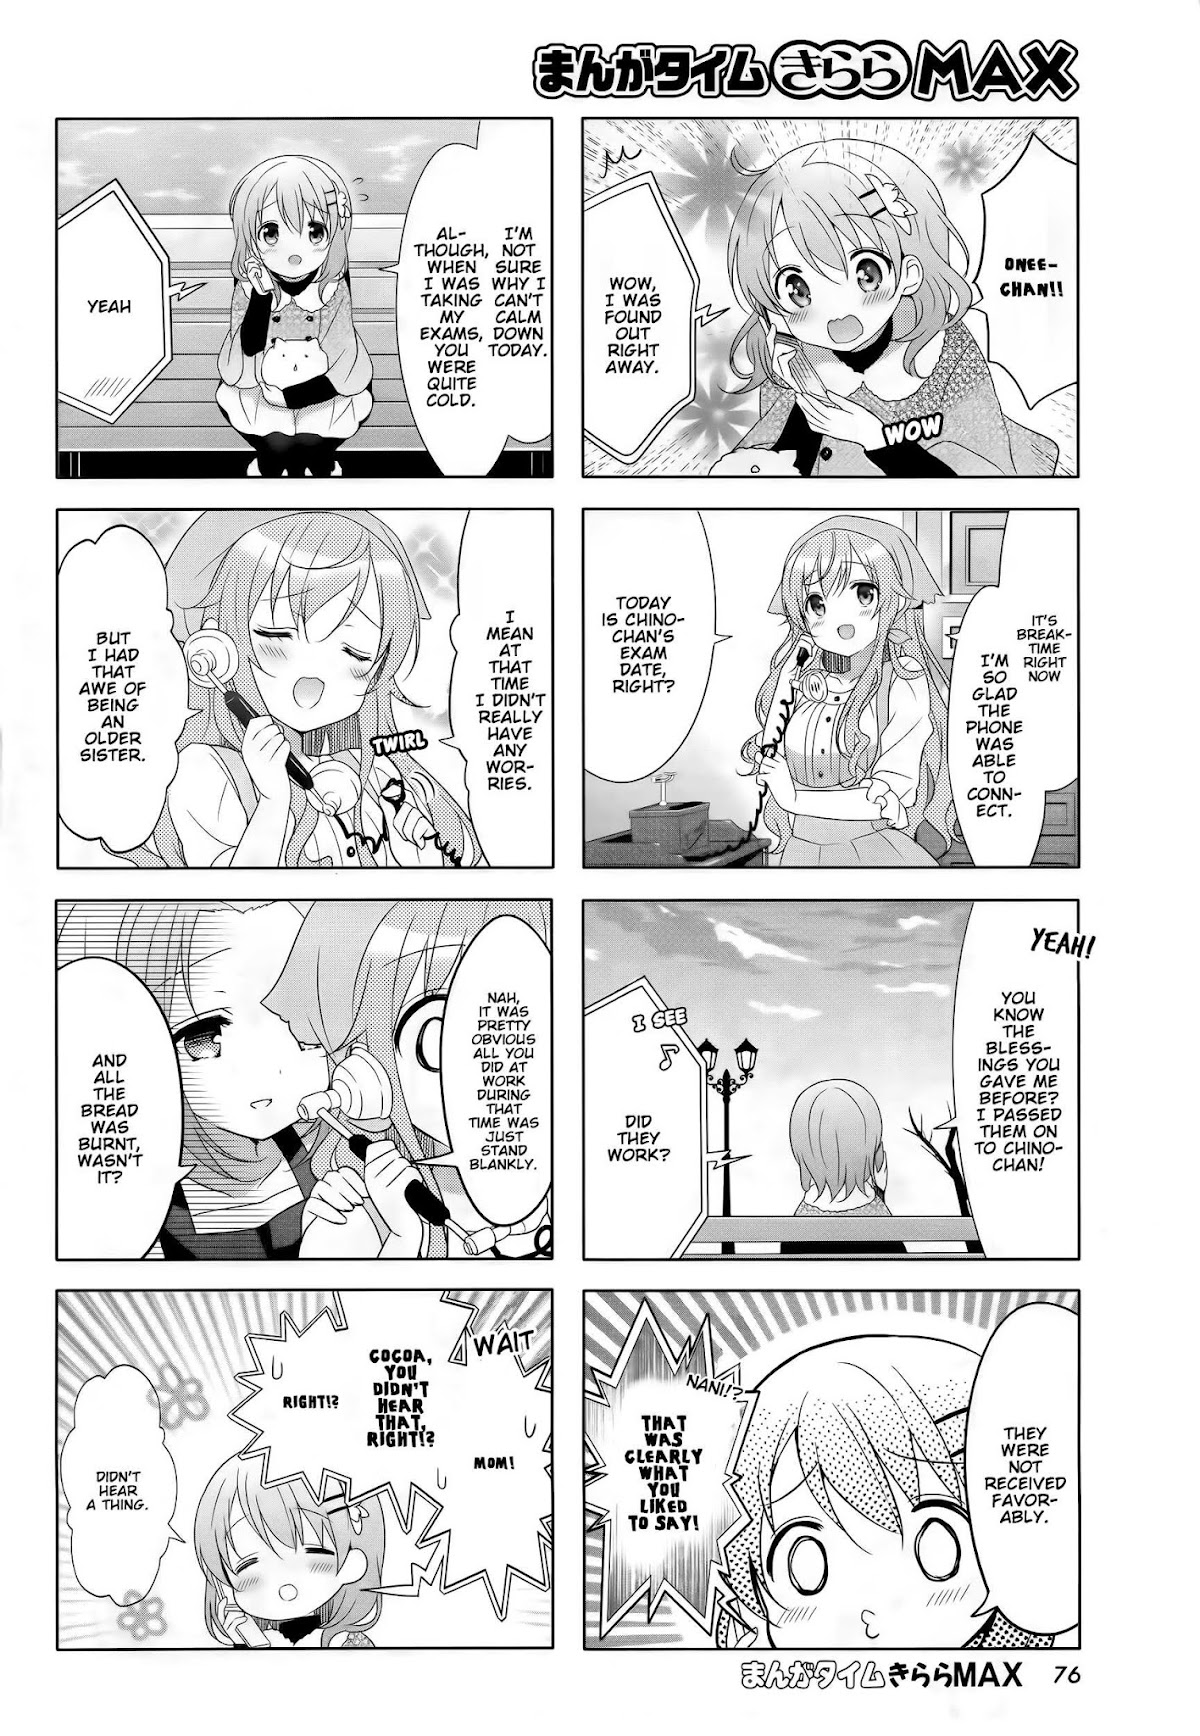 まんがタイムきららMAX
ONEE-
CHAN!!
WOW,
I WAS
FOUND
OUT
RIGHT
AWAY.
WOW
IT'S
BREAK-
TIME RIGHT
NOW
I'M
SO
GLAD
THE
PHONE
WAS
ABLE
TO
CONN-
ECT.
TODAY
IS CHINO-
CHAN'S
EXAM
DATE,
RIGHT?
YEAH!
YOU
KNOW
THE
BLESS-
INGS YOU
GAVE ME
BEFORE?
I PASSED
THEM ON
TO CHINO-
CHAN!
I SEE
DID
THEY
WORK?
THEY
WERE
NOT
RECEIVED
FAVOR-
ABLY.
NANI!?
THAT
WAS
CLEARLY
WHAT
YOU
LIKED
TO SAY!
I'M
NOT
SURE
WHY I
CAN'T
CALM
DOWN
TODAY.
AL-
THOUGH,
WHEN
I WAS
TAKING
MY
EXAMS,
YOU
WERE
QUITE
COLD.
YEAH
I
MEAN
AT
THAT
TIME
I DIDN'T
REALLY
HAVE
ANY
WOR-
RIES.
TWIRL
BUT
I HAD
THAT
AWE OF
BEING
AN
OLDER
SISTER.
NAH,
IT WAS
PRETTY
OBVIOUS
ALL YOU
DID AT
WORK
DURING
THAT
TIME WAS
JUST
STAND
BLANKLY.
AND
ALL
THE
BREAD
WAS
BURNT,
WASN'T
IT?
WAIT
MOM!
COCOA,
YOU
DIDN'T
HEAR
THAT,
RIGHT!?
RIGHT!?
DIDN'T
HEAR
A THING.
まんがタイムきららMAX 76